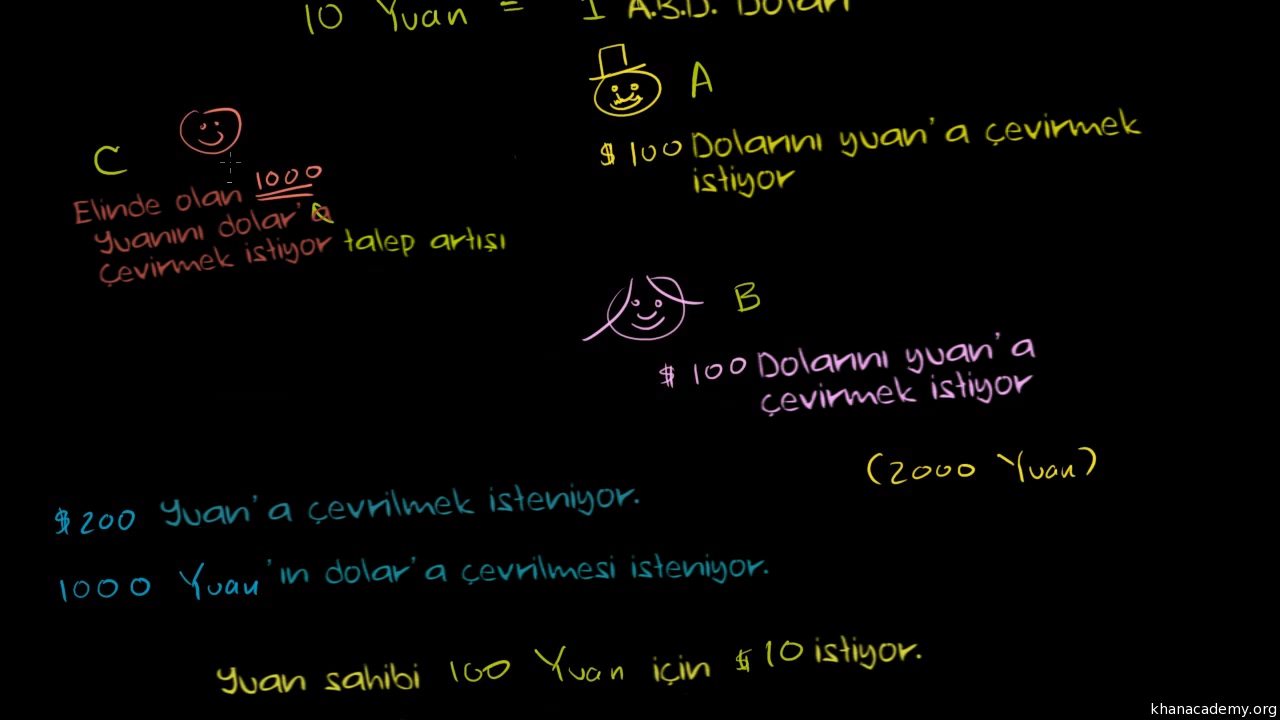 10 Yuan = 1 A.B.D. Doları
A
$100 Dolarını yuan'a çevirmek
istiyor
C
Elinde olan 1000
yuanını dolar'a
çevirmek istiyor
talep artışı
B
$100 Dolarını yuan'a
çevirmek istiyor
(2000 Yuan)
$200 Yuan'a çevrilmek isteniyor.
1000 Yuan'ın dolar'a çevrilmesi isteniyor.
Yuan sahibi 100 Yuan için $10 istiyor.
khanacademy.org